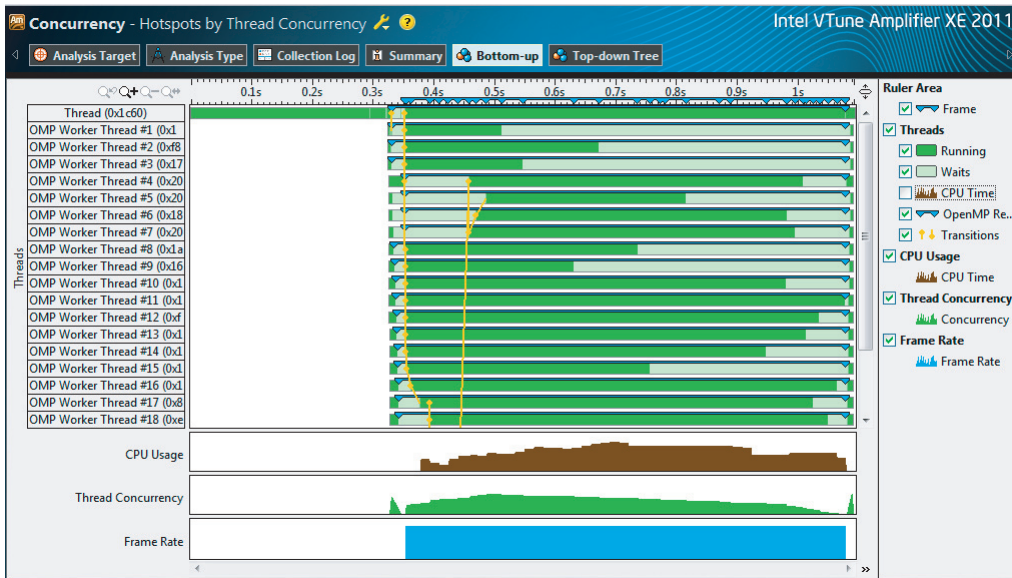 Concurrency - Hotspots by Thread Concurrency
Intel VTune Amplifier XE 2011
Analysis Target
Analysis Type
Collection Log
Summary
Bottom-up
Top-down Tree
0.1s 0.2s 0.3s 0.4s 0.5s 0.6s 0.7s 0.8s 0.9s 1s
Threads
Thread (0x1c60)
OMP Worker Thread #1 (0x1
OMP Worker Thread #2 (0xf8
OMP Worker Thread #3 (0x17
OMP Worker Thread #4 (0x20
OMP Worker Thread #5 (0x20
OMP Worker Thread #6 (0x18
OMP Worker Thread #7 (0x20
OMP Worker Thread #8 (0x1a
OMP Worker Thread #9 (0x16
OMP Worker Thread #10 (0x1
OMP Worker Thread #11 (0x1
OMP Worker Thread #12 (0xf
OMP Worker Thread #13 (0x1
OMP Worker Thread #14 (0x1
OMP Worker Thread #15 (0x1
OMP Worker Thread #16 (0x1
OMP Worker Thread #17 (0x8
OMP Worker Thread #18 (0xe
CPU Usage
Thread Concurrency
Frame Rate
Ruler Area
Frame
Threads
Running
Waits
CPU Time
OpenMP Re..
Transitions
CPU Usage
CPU Time
Thread Concurrency
Concurrency
Frame Rate
Frame Rate